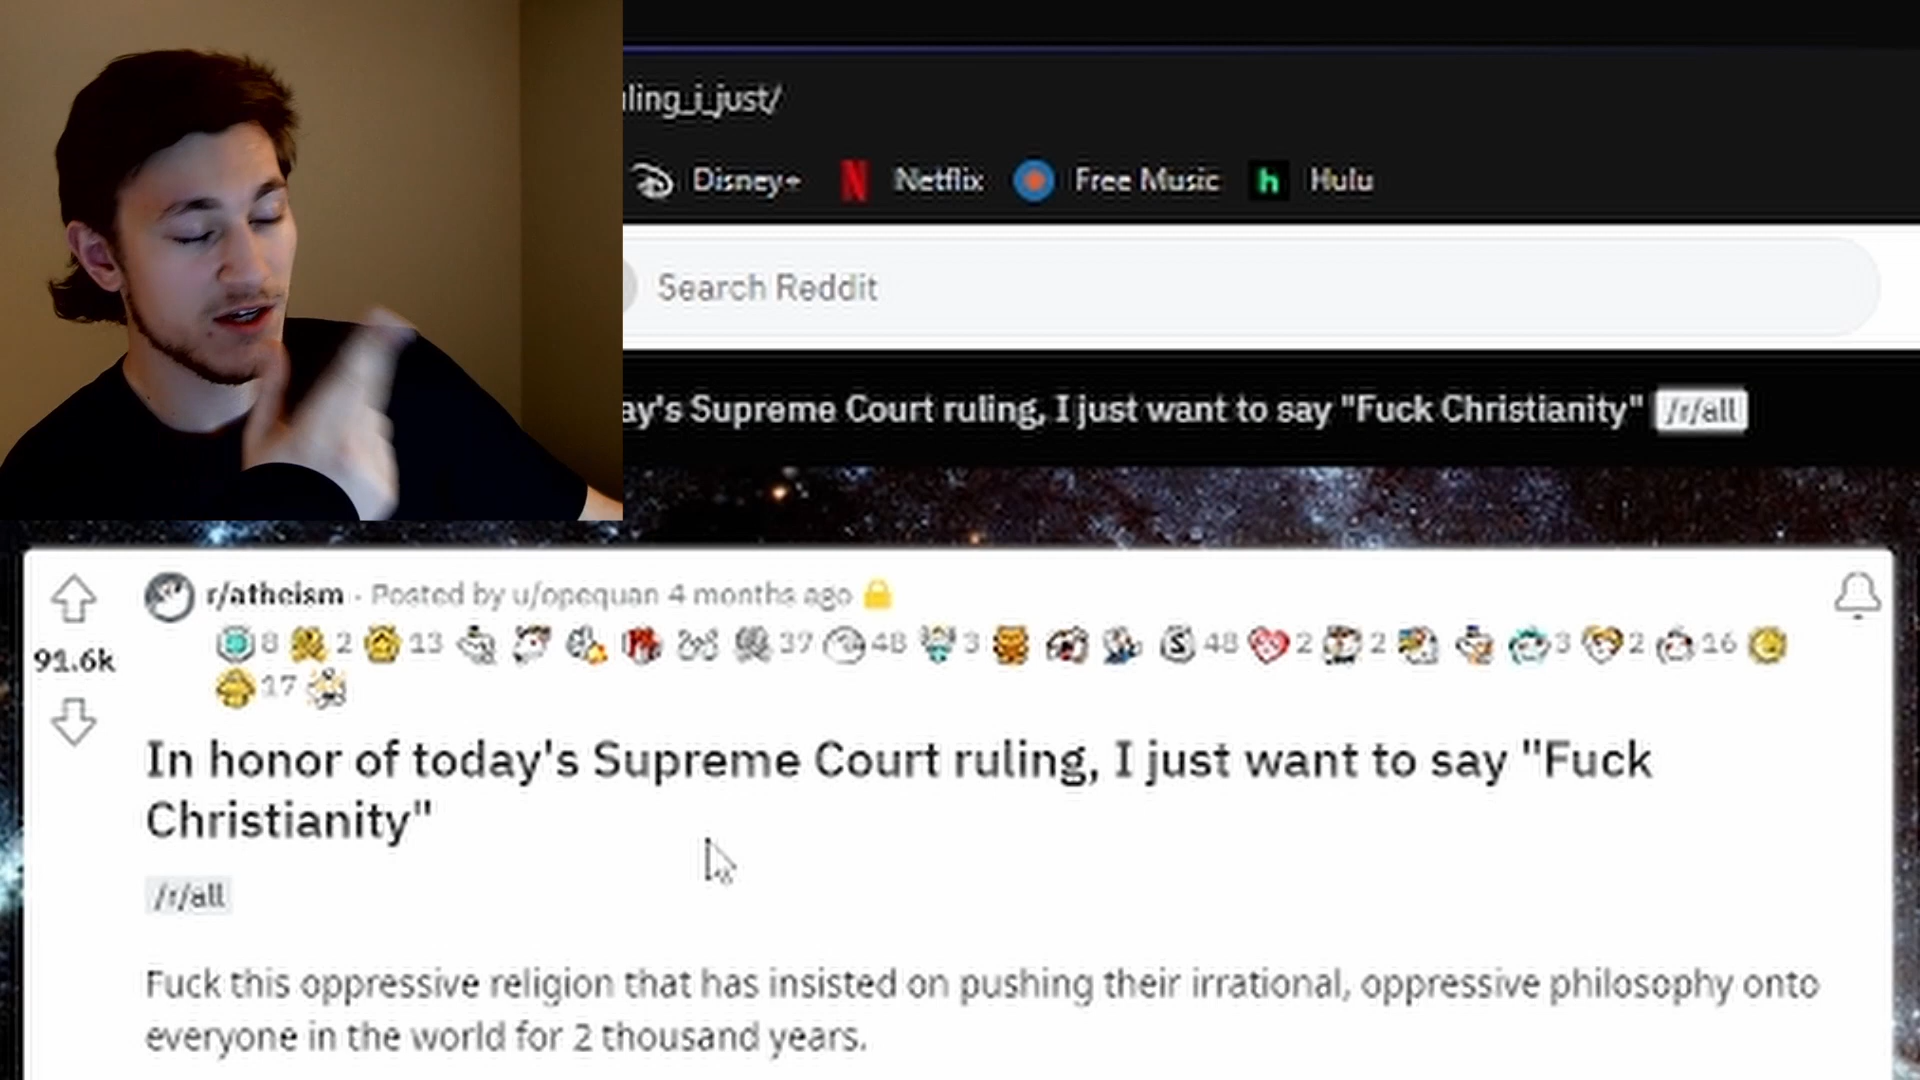 ling_i_just/
Disney+ Netflix Free Music h Hulu
Search Reddit
ay's Supreme Court ruling, I just want to say "Fuck Christianity" /r/all
r/atheism · Posted by u/opequan 4 months ago
8 2 13 37 48 3 S 48 2 2 3 2 16
91.6k
17
In honor of today's Supreme Court ruling, I just want to say "Fuck
Christianity"
/r/all
Fuck this oppressive religion that has insisted on pushing their irrational, oppressive philosophy onto
everyone in the world for 2 thousand years.